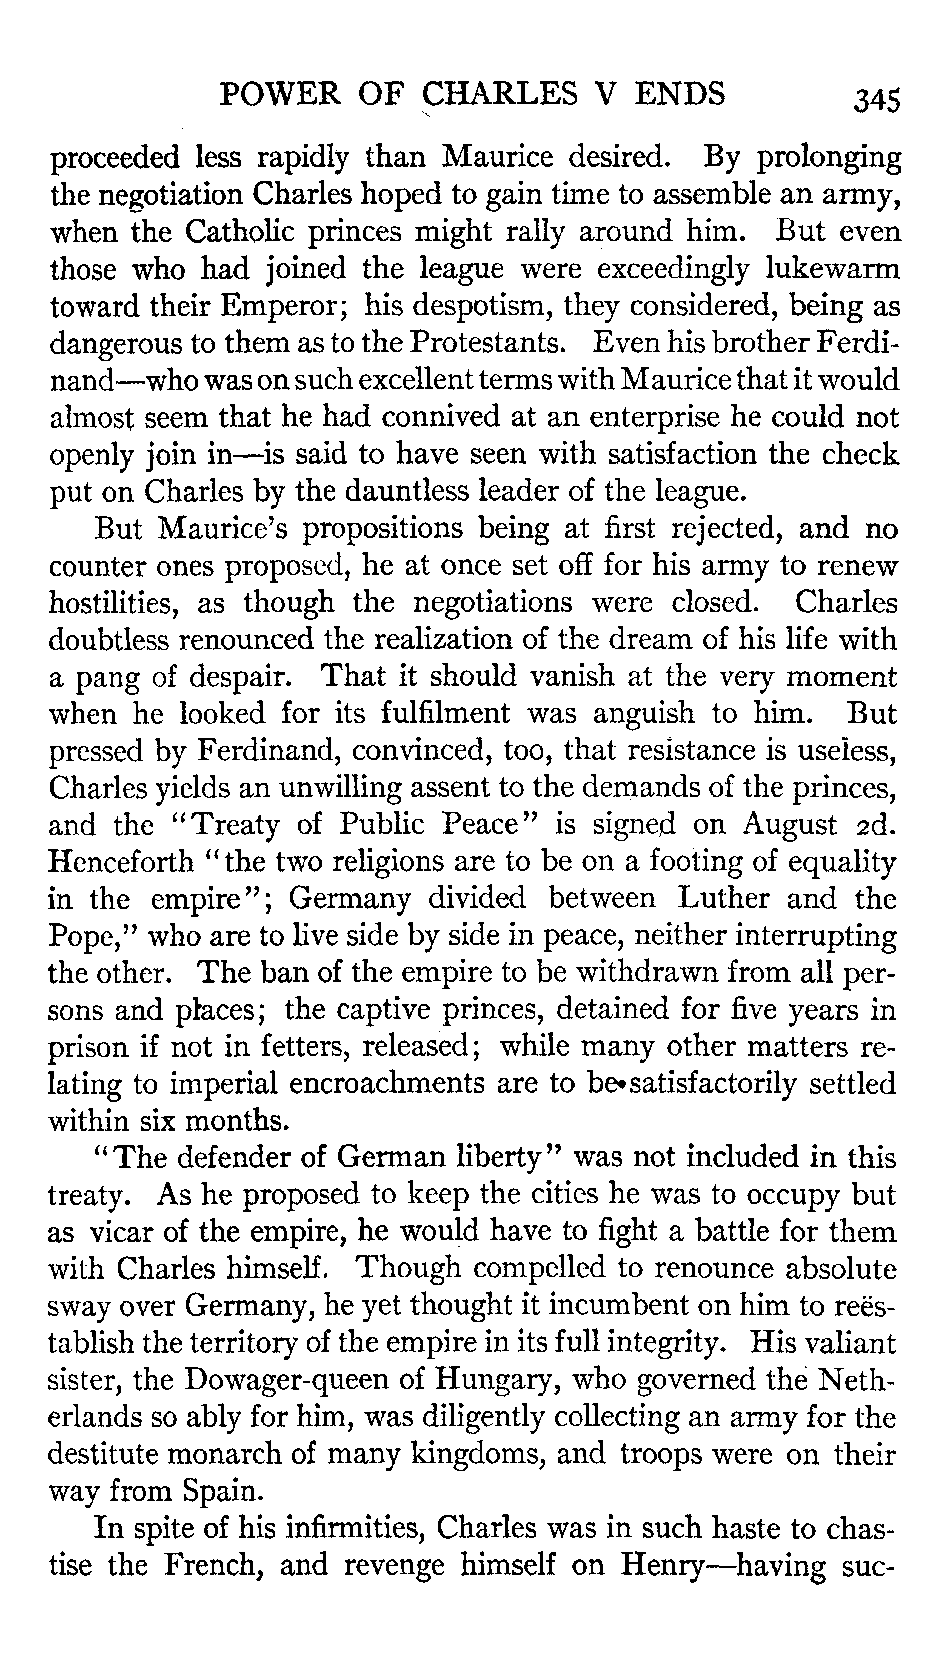 POWER OF CHARLES V ENDS 345
proceeded less rapidly than Maurice desired. By prolonging
the negotiation Charles hoped to gain time to assemble an army,
when the Catholic princes might rally around him. But even
those who had joined the league were exceedingly lukewarm
toward their Emperor; his despotism, they considered, being as
dangerous to them as to the Protestants. Even his brother Ferdi-
nand—who was on such excellent terms with Maurice that it would
almost seem that he had connived at an enterprise he could not
openly join in—is said to have seen with satisfaction the check
put on Charles by the dauntless leader of the league.
But Maurice's propositions being at first rejected, and no
counter ones proposed, he at once set off for his army to renew
hostilities, as though the negotiations were closed. Charles
doubtless renounced the realization of the dream of his life with
a pang of despair. That it should vanish at the very moment
when he looked for its fulfilment was anguish to him. But
pressed by Ferdinand, convinced, too, that resistance is useless,
Charles yields an unwilling assent to the demands of the princes,
and the "Treaty of Public Peace" is signed on August 2d.
Henceforth "the two religions are to be on a footing of equality
in the empire"; Germany divided between Luther and the
Pope," who are to live side by side in peace, neither interrupting
the other. The ban of the empire to be withdrawn from all per-
sons and places; the captive princes, detained for five years in
prison if not in fetters, released; while many other matters re-
lating to imperial encroachments are to be satisfactorily settled
within six months.
"The defender of German liberty" was not included in this
treaty. As he proposed to keep the cities he was to occupy but
as vicar of the empire, he would have to fight a battle for them
with Charles himself. Though compelled to renounce absolute
sway over Germany, he yet thought it incumbent on him to reës-
tablish the territory of the empire in its full integrity. His valiant
sister, the Dowager-queen of Hungary, who governed the Neth-
erlands so ably for him, was diligently collecting an army for the
destitute monarch of many kingdoms, and troops were on their
way from Spain.
In spite of his infirmities, Charles was in such haste to chas-
tise the French, and revenge himself on Henry—having suc-